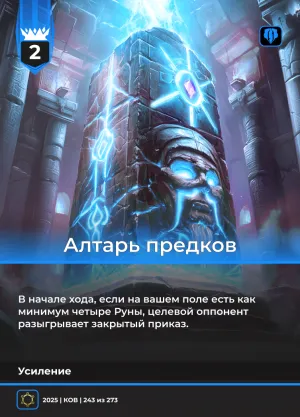 2
Алтарь предков
В начале хода, если на вашем поле есть как
минимум четыре Руны, целевой оппонент
разыгрывает закрытый приказ.
Усиление
2025 | КОВ | 243 из 273